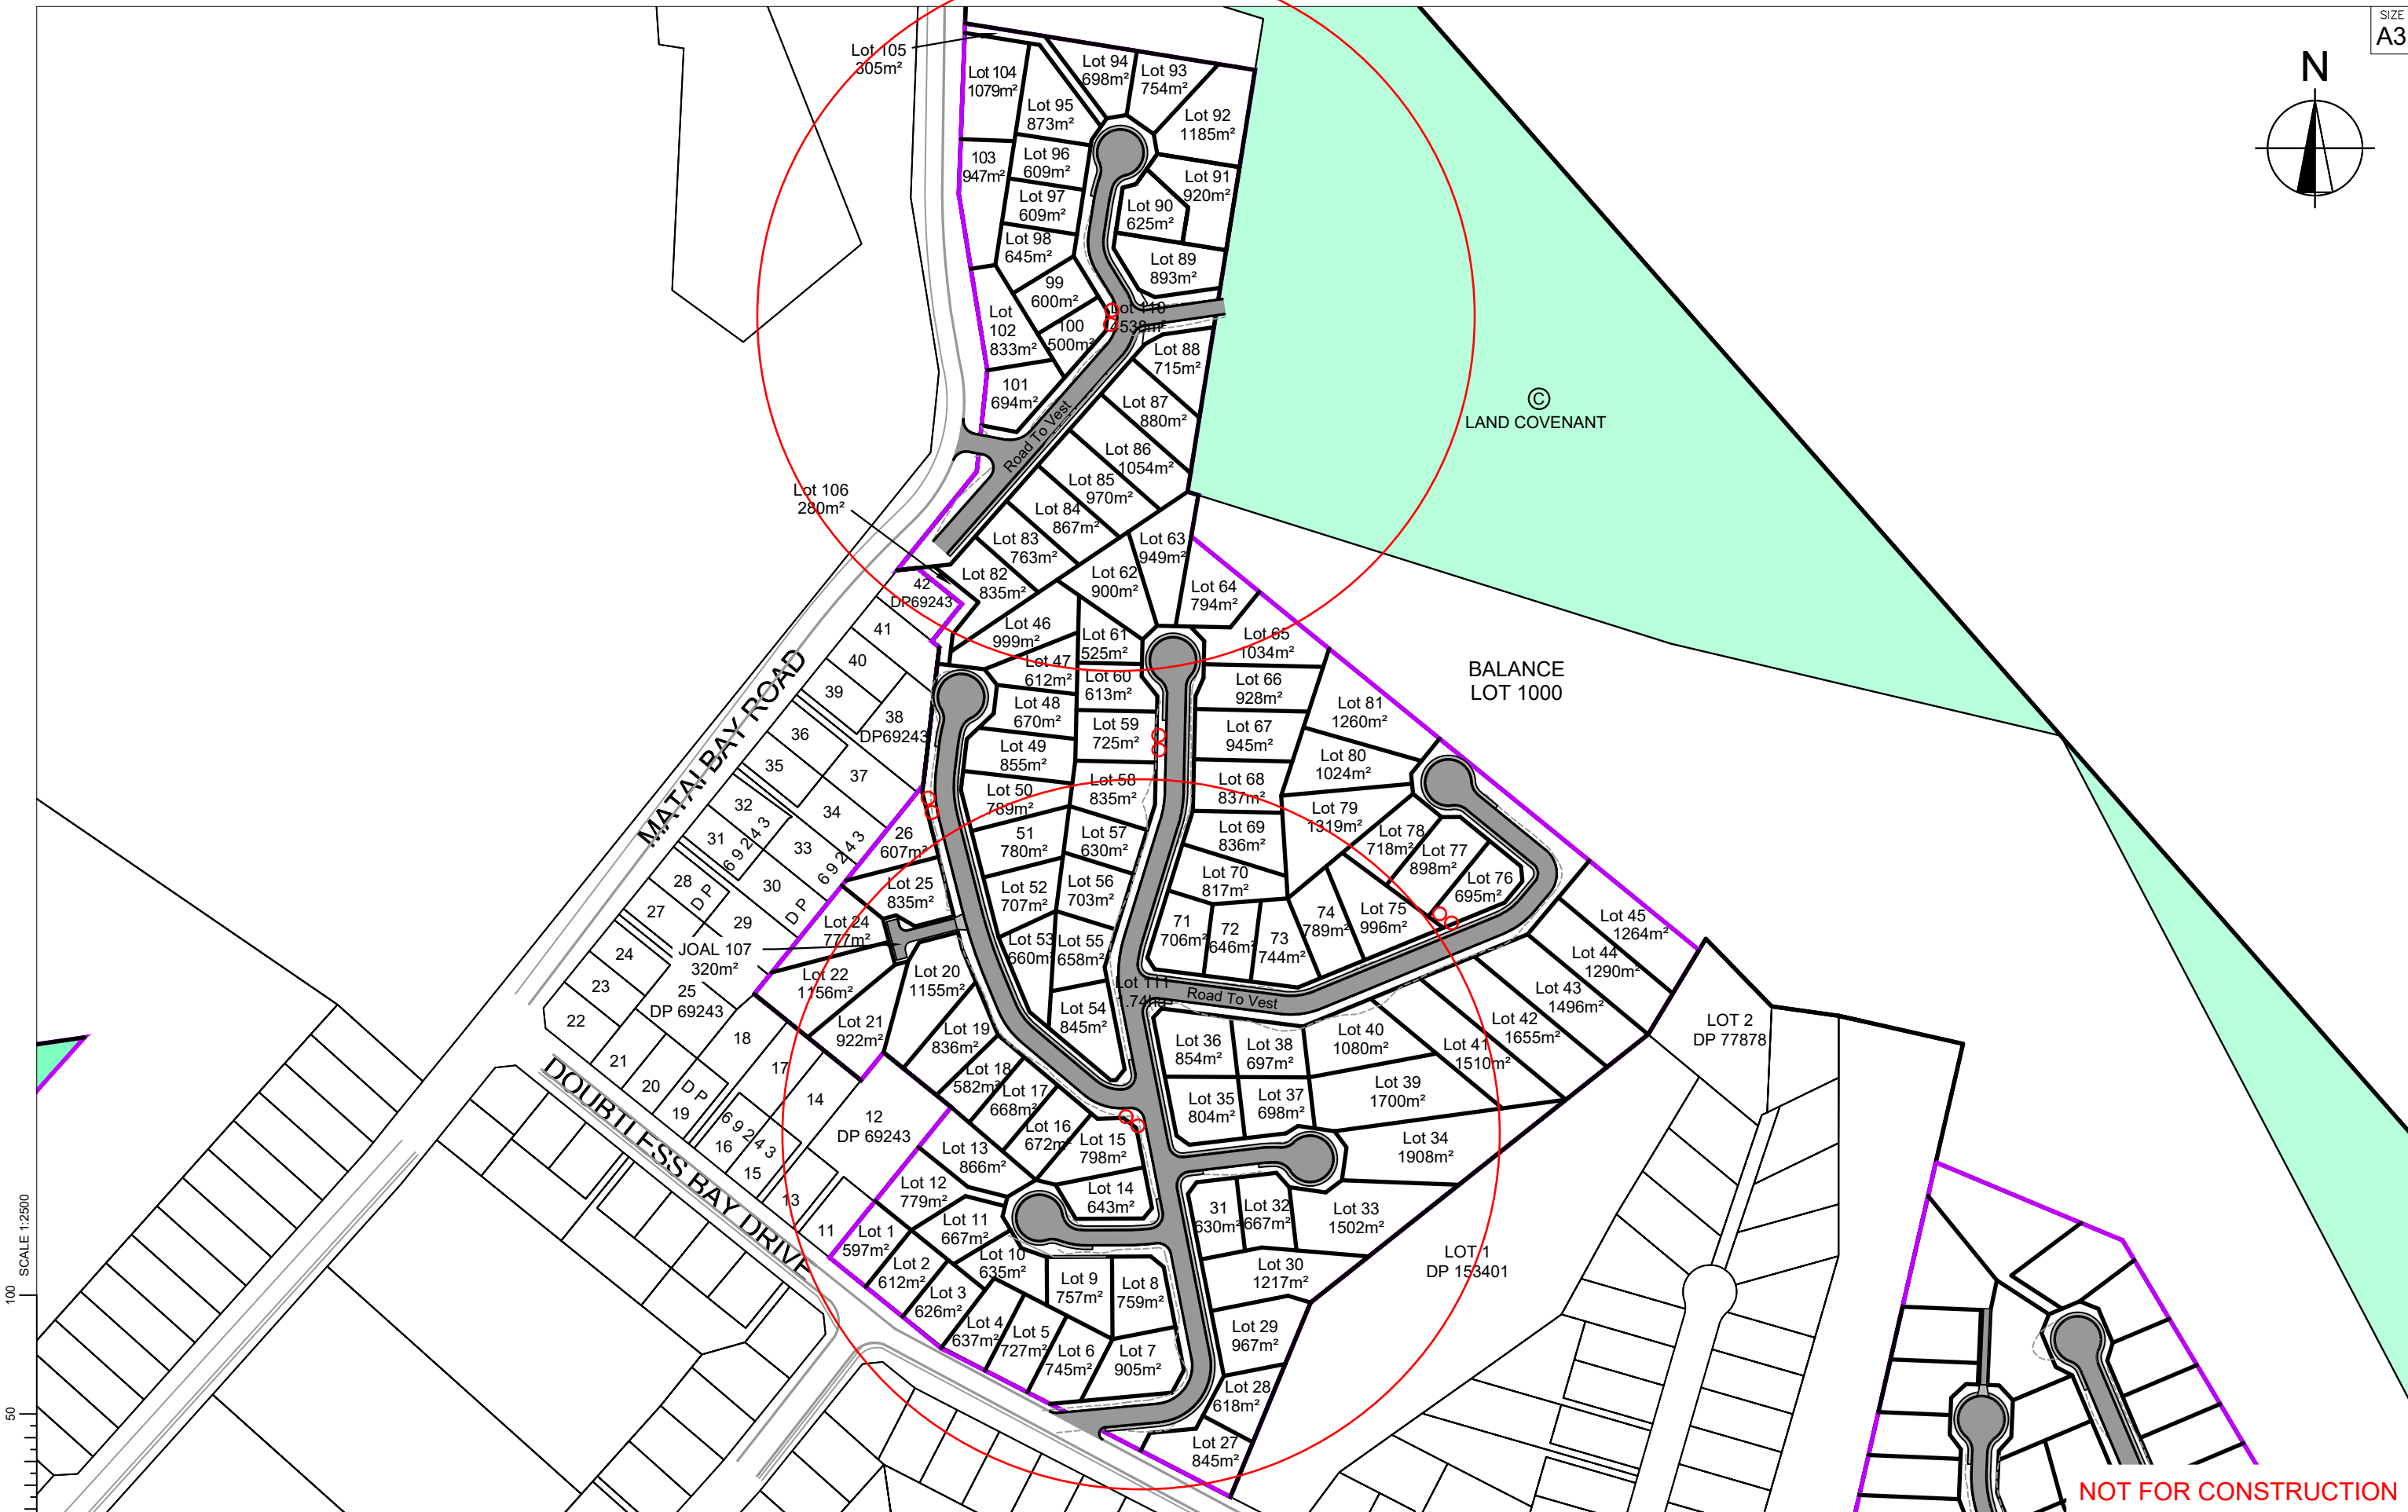 SIZE
A3
N
Lot 105
305m²
Lot 104
1079m²
Lot 94
698m²
Lot 93
754m²
Lot 95
873m²
Lot 92
1185m²
103
947m²
Lot 96
609m²
Lot 91
920m²
Lot 97
609m²
Lot 90
625m²
Lot 98
645m²
Lot 89
893m²
99
600m²
Lot
102
833m²
100
500m²
Lot 110
4538m²
Lot 88
715m²
101
694m²
Road To Vest
Lot 87
880m²
©
LAND COVENANT
Lot 86
1054m²
Lot 85
970m²
Lot 106
280m²
Lot 84
867m²
Lot 83
763m²
Lot 63
949m²
Lot 82
835m²
Lot 62
900m²
Lot 64
794m²
42
DP69243
41
40
39
38
DP69243
Lot 46
999m²
Lot 61
525m²
Lot 65
1034m²
Lot 47
612m²
Lot 60
613m²
Lot 66
928m²
BALANCE
LOT 1000
MATAI BAY ROAD
Lot 48
670m²
Lot 59
725m²
Lot 67
945m²
Lot 81
1260m²
36
35
37
Lot 49
855m²
Lot 80
1024m²
Lot 50
789m²
Lot 58
835m²
Lot 68
837m²
32
34
31
33
69243
69243
26
607m²
51
780m²
Lot 57
630m²
Lot 69
836m²
Lot 79
1319m²
Lot 78
718m²
Lot 77
898m²
Lot 76
695m²
28
DP
30
DP
Lot 25
835m²
Lot 52
707m²
Lot 56
703m²
Lot 70
817m²
27
29
Lot 24
777m²
71
706m²
72
646m²
73
744m²
74
789m²
Lot 75
996m²
Lot 45
1264m²
JOAL 107
320m²
Lot 53
660m²
Lot 55
658m²
Lot 44
1290m²
24
23
22
25
DP 69243
Lot 22
1156m²
Lot 20
1155m²
Lot 111
1.74ha
Road To Vest
Lot 43
1496m²
Lot 21
922m²
Lot 19
836m²
Lot 54
845m²
Lot 36
854m²
Lot 38
697m²
Lot 40
1080m²
Lot 42
1655m²
Lot 41
1510m²
LOT 2
DP 77878
18
21
17
20
DP
69243
19
14
Lot 18
582m²
Lot 17
668m²
Lot 35
804m²
Lot 37
698m²
Lot 39
1700m²
12
DP 69243
Lot 16
672m²
Lot 15
798m²
16
15
13
11
Lot 13
866m²
Lot 34
1908m²
DOUBTLESS BAY DRIVE
Lot 12
779m²
Lot 14
643m²
Lot 1
597m²
Lot 11
667m²
31
630m²
Lot 32
667m²
Lot 33
1502m²
Lot 2
612m²
Lot 10
635m²
Lot 9
757m²
Lot 8
759m²
Lot 30
1217m²
LOT 1
DP 153401
Lot 3
626m²
Lot 4
637m²
Lot 5
727m²
Lot 6
745m²
Lot 7
905m²
Lot 29
967m²
Lot 28
618m²
Lot 27
845m²
SCALE 1:2500
100
50
NOT FOR CONSTRUCTION